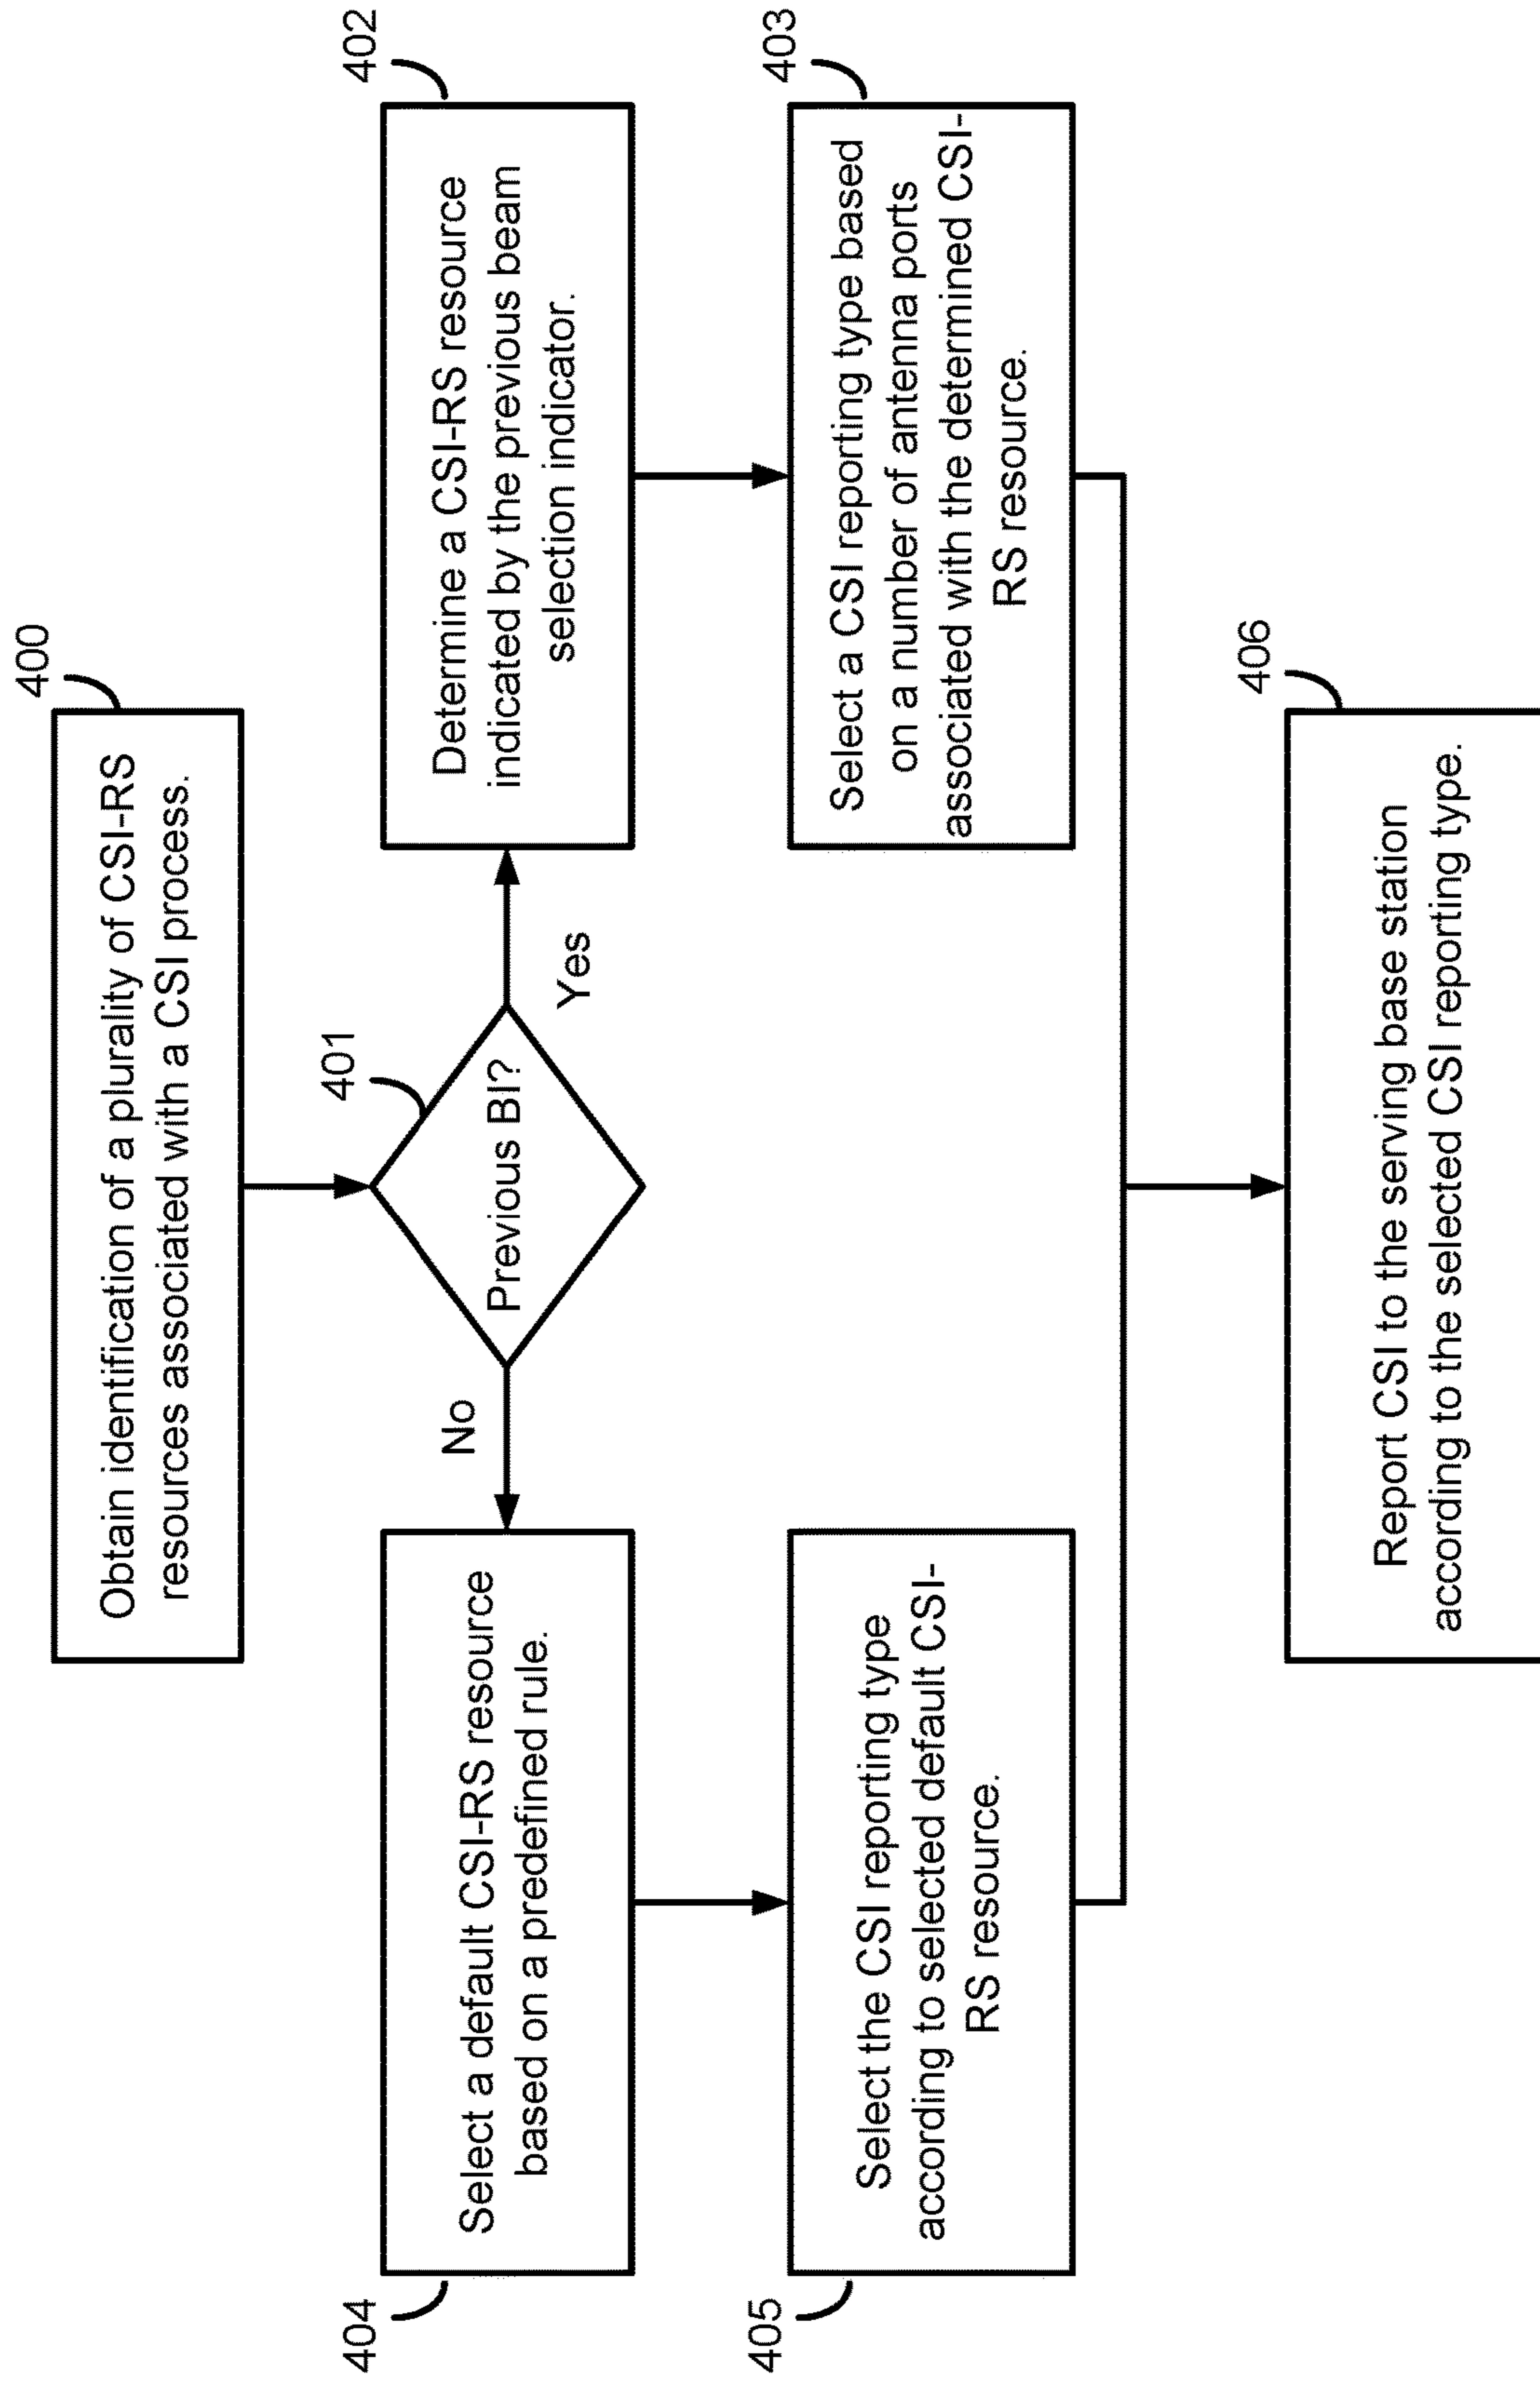 400
Obtain identification of a plurality of CSI-RS
resources associated with a CSI process.
401
Previous BI?
Yes
No
402
Determine a CSI-RS resource
indicated by the previous beam
selection indicator.
403
Select a CSI reporting type based
on a number of antenna ports
associated with the determined CSI-
RS resource.
404
Select a default CSI-RS resource
based on a predefined rule.
405
Select the CSI reporting type
according to selected default CSI-
RS resource.
406
Report CSI to the serving base station
according to the selected CSI reporting type.